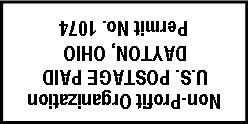 Non-Profit Organization
U.S. POSTAGE PAID
DAYTON, OHIO
Permit No. 1074